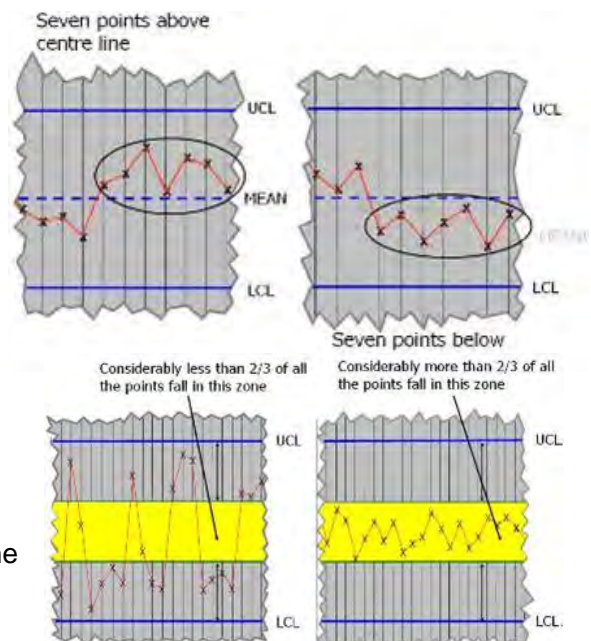 Seven points above
centre line
UCL
UCL
MEAN
LCL
LCL
Seven points below
Considerably less than 2/3 of all
the points fall in this zone
Considerably more than 2/3 of all
the points fall in this zone
UCL
UCL
LCL
LCL.